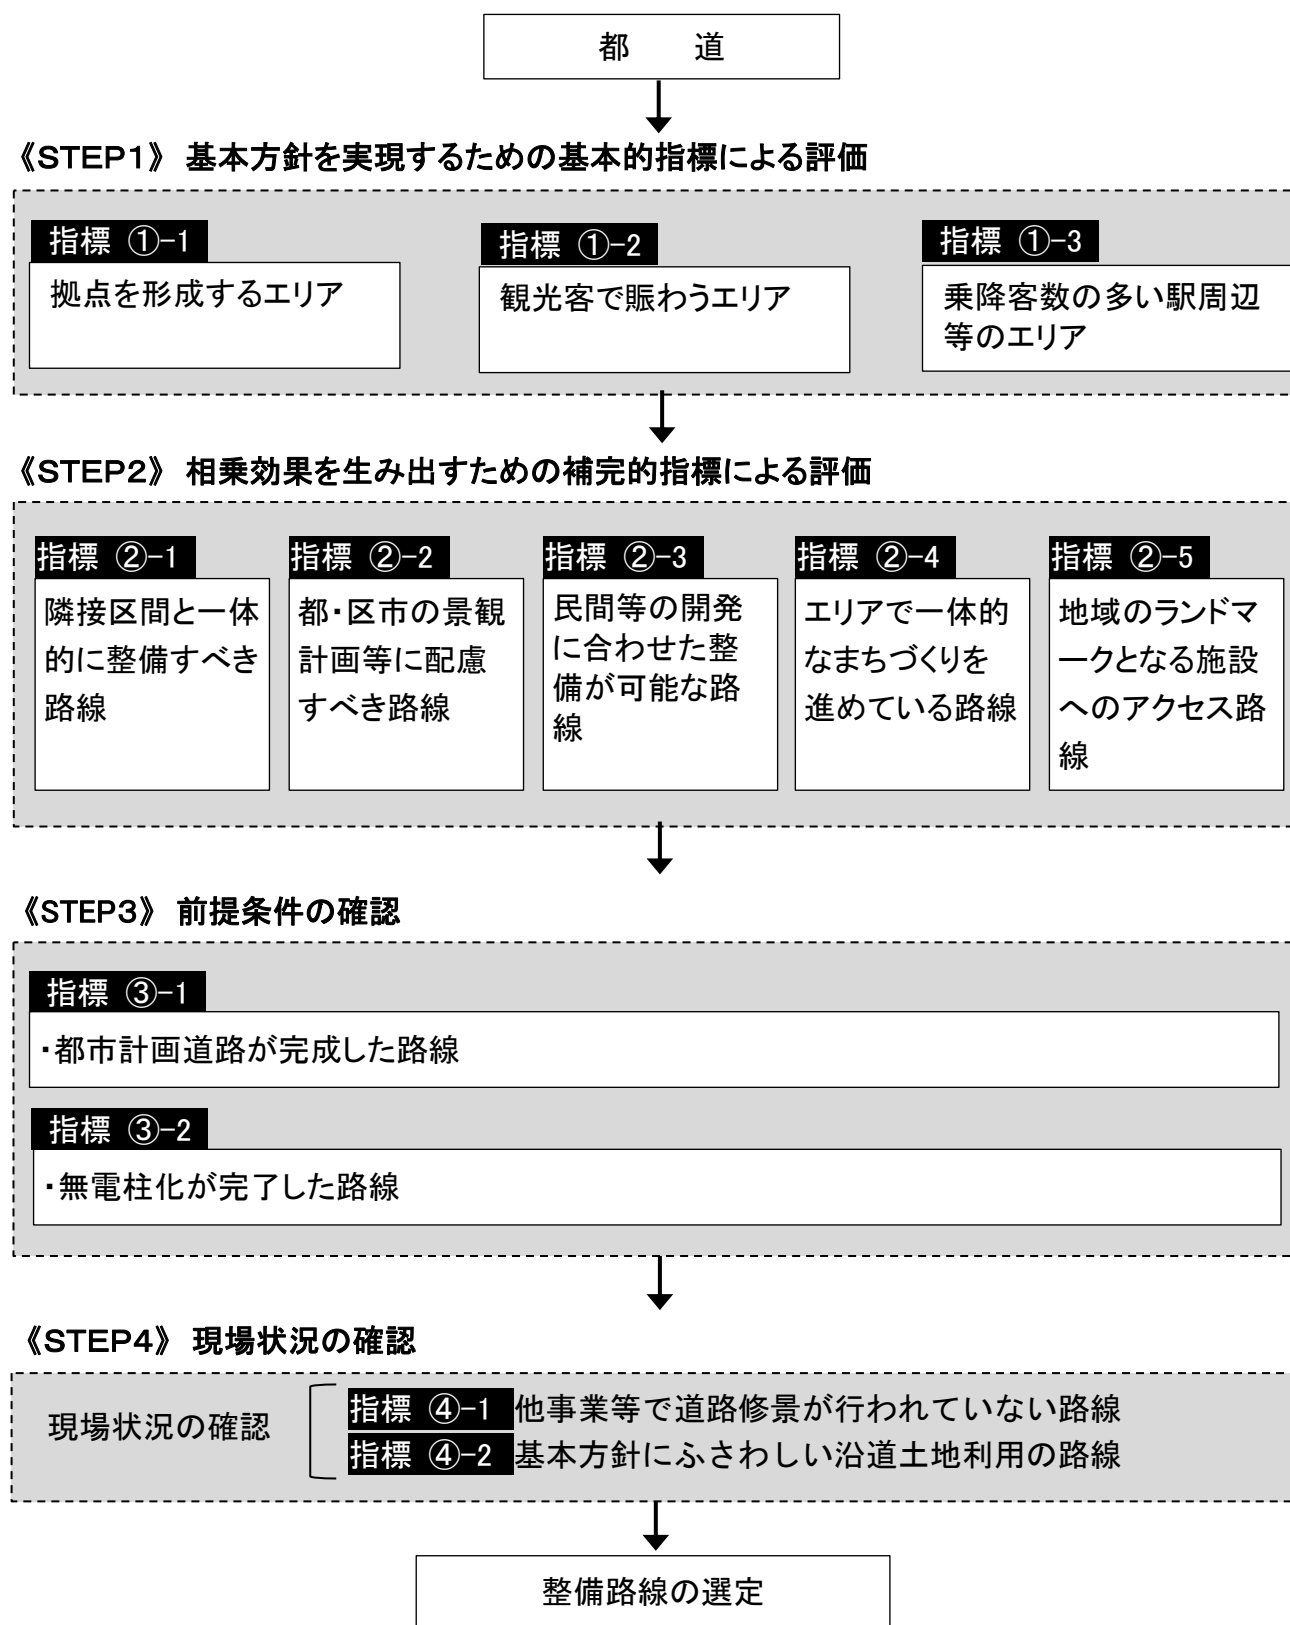 都 道
《STEP1》 基本方針を実現するための基本的指標による評価
指標 ①-1
拠点を形成するエリア
指標 ①-2
観光客で賑わうエリア
指標 ①-3
乗降客数の多い駅周辺
等のエリア
《STEP2》 相乗効果を生み出すための補完的指標による評価
指標 ②-1
隣接区間と一体
的に整備すべき
路線
指標 ②-2
都・区市の景観
計画等に配慮
すべき路線
指標 ②-3
民間等の開発
に合わせた整
備が可能な路
線
指標 ②-4
エリアで一体的
なまちづくりを
進めている路線
指標 ②-5
地域のランドマ
ークとなる施設
へのアクセス路
線
《STEP3》 前提条件の確認
指標 ③-1
・都市計画道路が完成した路線
指標 ③-2
・無電柱化が完了した路線
《STEP4》 現場状況の確認
現場状況の確認
指標 ④-1 他事業等で道路修景が行われていない路線
指標 ④-2 基本方針にふさわしい沿道土地利用の路線
整備路線の選定